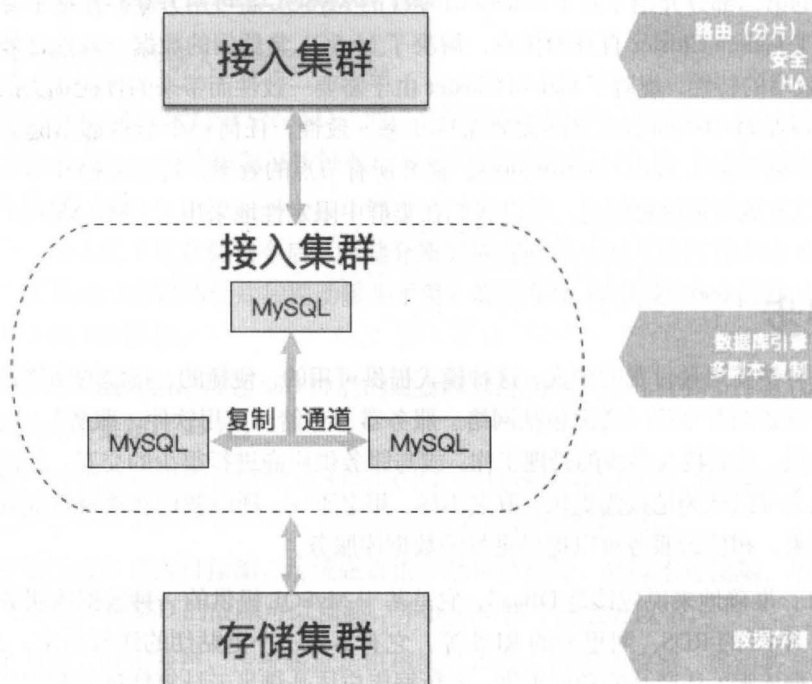 接入集群
路由（分片）
安全
HA
接入集群
MySQL
数据库引擎
多副本 复制
复制 通道
MySQL
MySQL
存储集群
数据存储